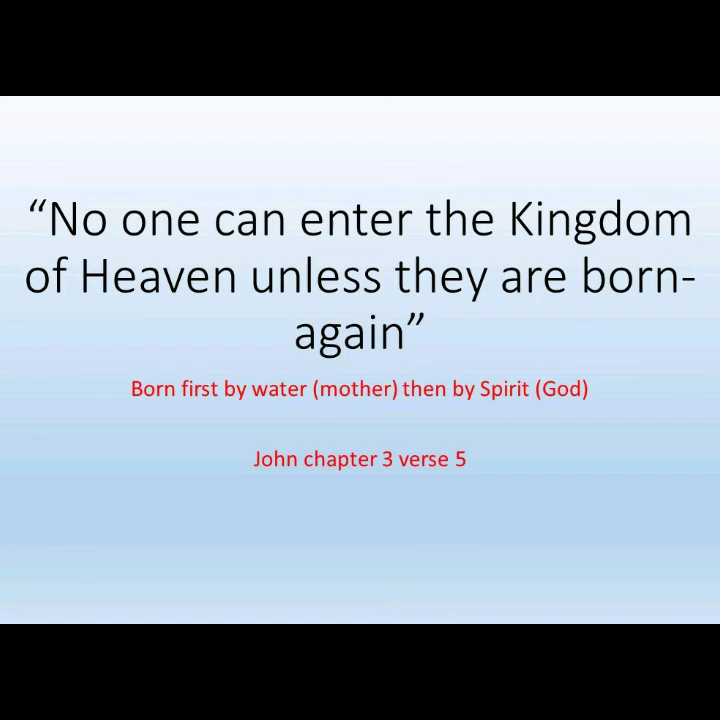 “No one can enter the Kingdom
of Heaven unless they are born-
again”
Born first by water (mother) then by Spirit (God)
John chapter 3 verse 5